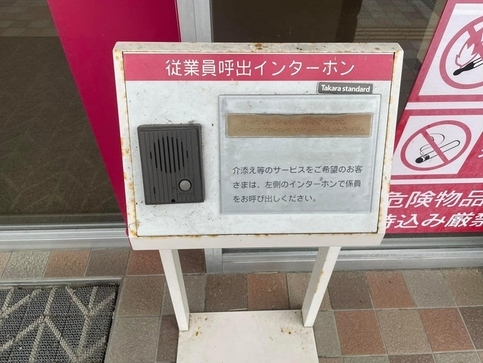 従業員呼出インターホン
Takara standard
介添え等のサービスをご希望のお客
さまは、左側のインターホンで係員
をお呼び出しください。
危険物品
持込み厳禁